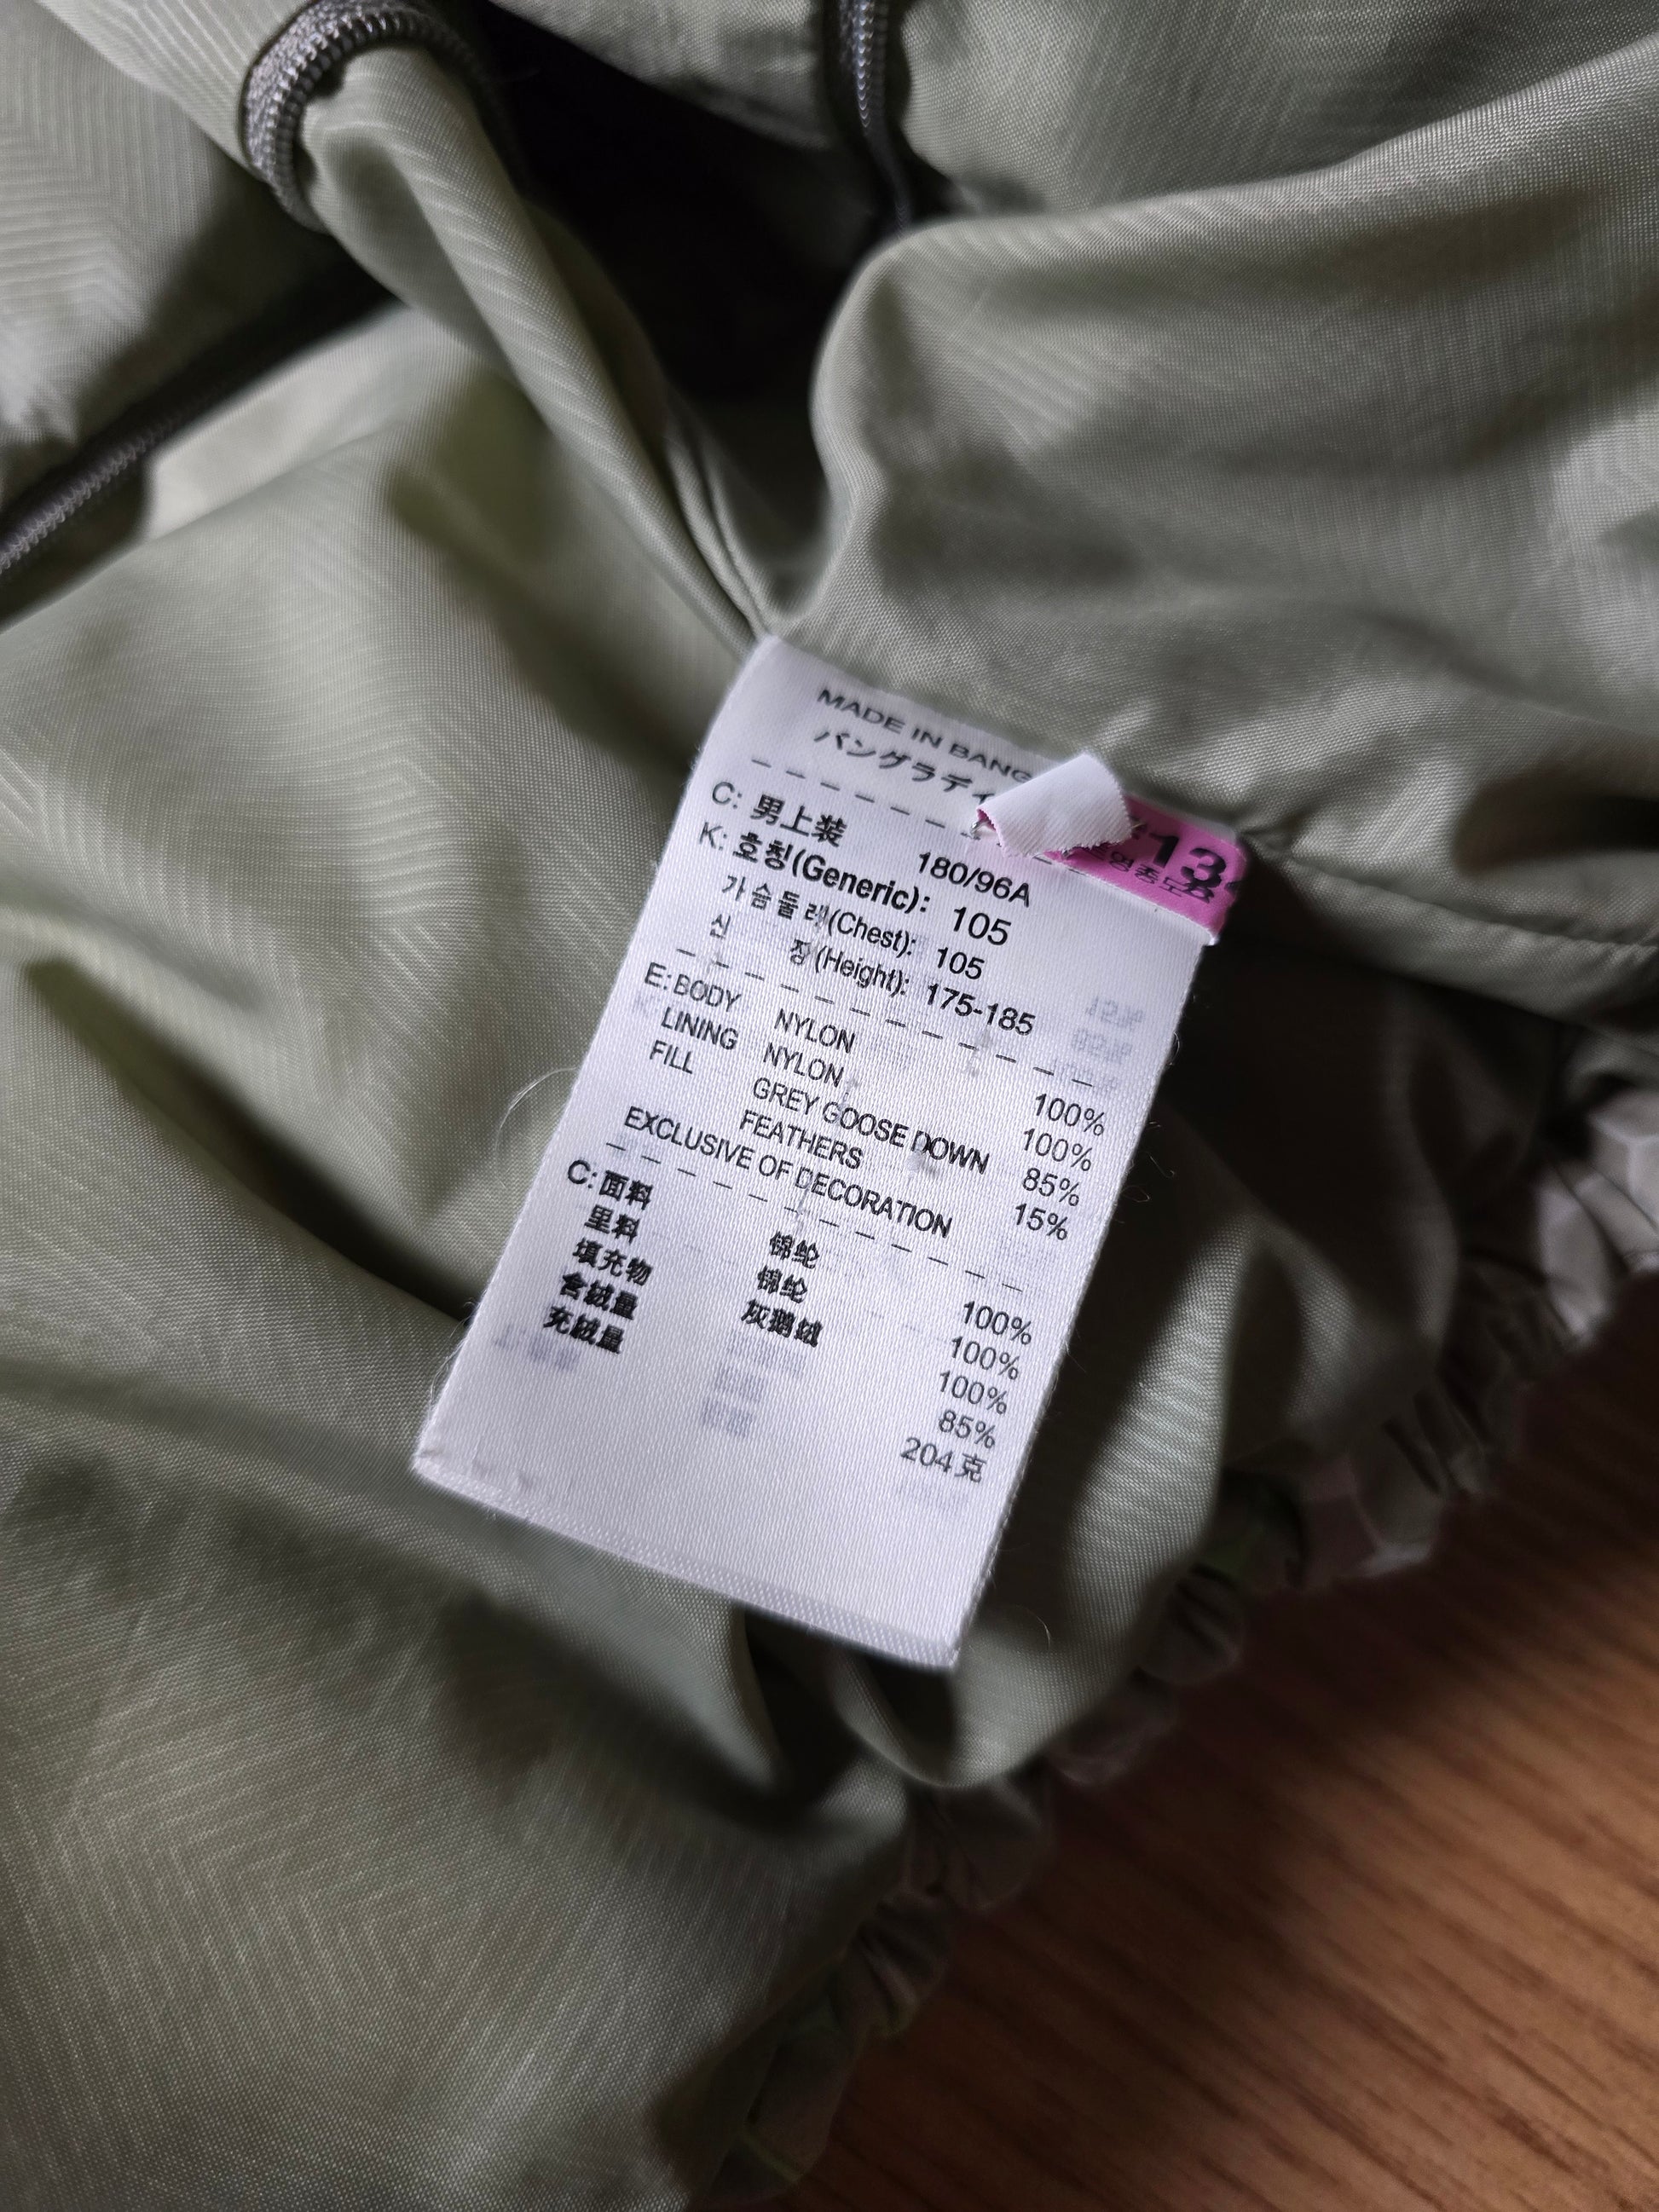 MADE IN BANG
バングラディ
C: 男上装 180/96A
K: 호칭(Generic): 105
가슴둘레(Chest): 105
신 장(Height): 175-185
13
E: BODY NYLON 100%
LINING NYLON 100%
FILL GREY GOOSE DOWN 85%
FEATHERS 15%
EXCLUSIVE OF DECORATION
C: 面料 锦纶 100%
里料 锦纶 100%
填充物 灰鹅绒 100%
含绒量 85%
充绒量 204克